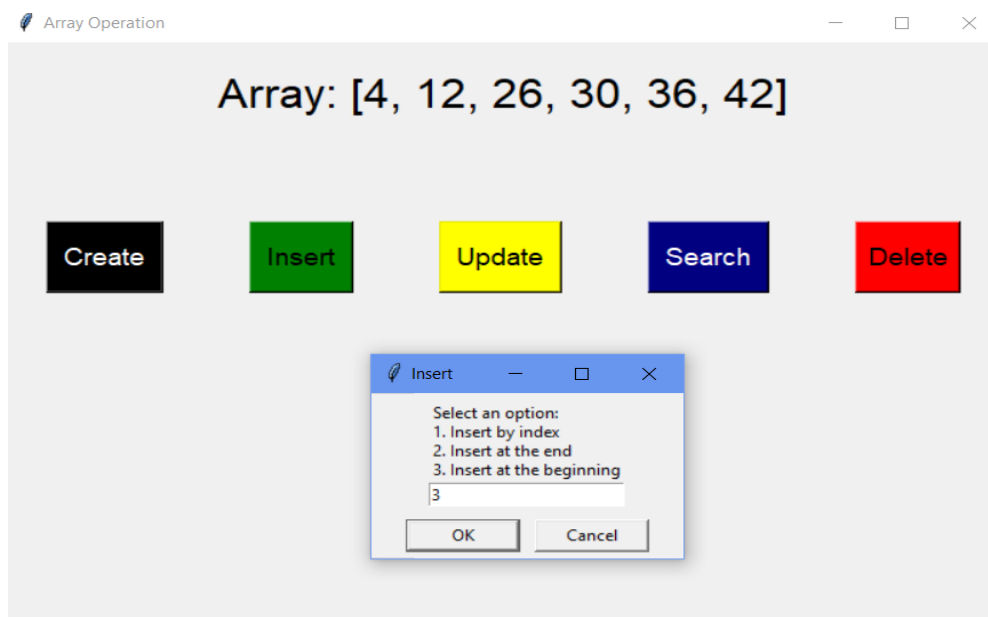 Array Operation
Array: [4, 12, 26, 30, 36, 42]
Create
Insert
Update
Search
Delete
Insert
Select an option:
1. Insert by index
2. Insert at the end
3. Insert at the beginning
3
OK
Cancel